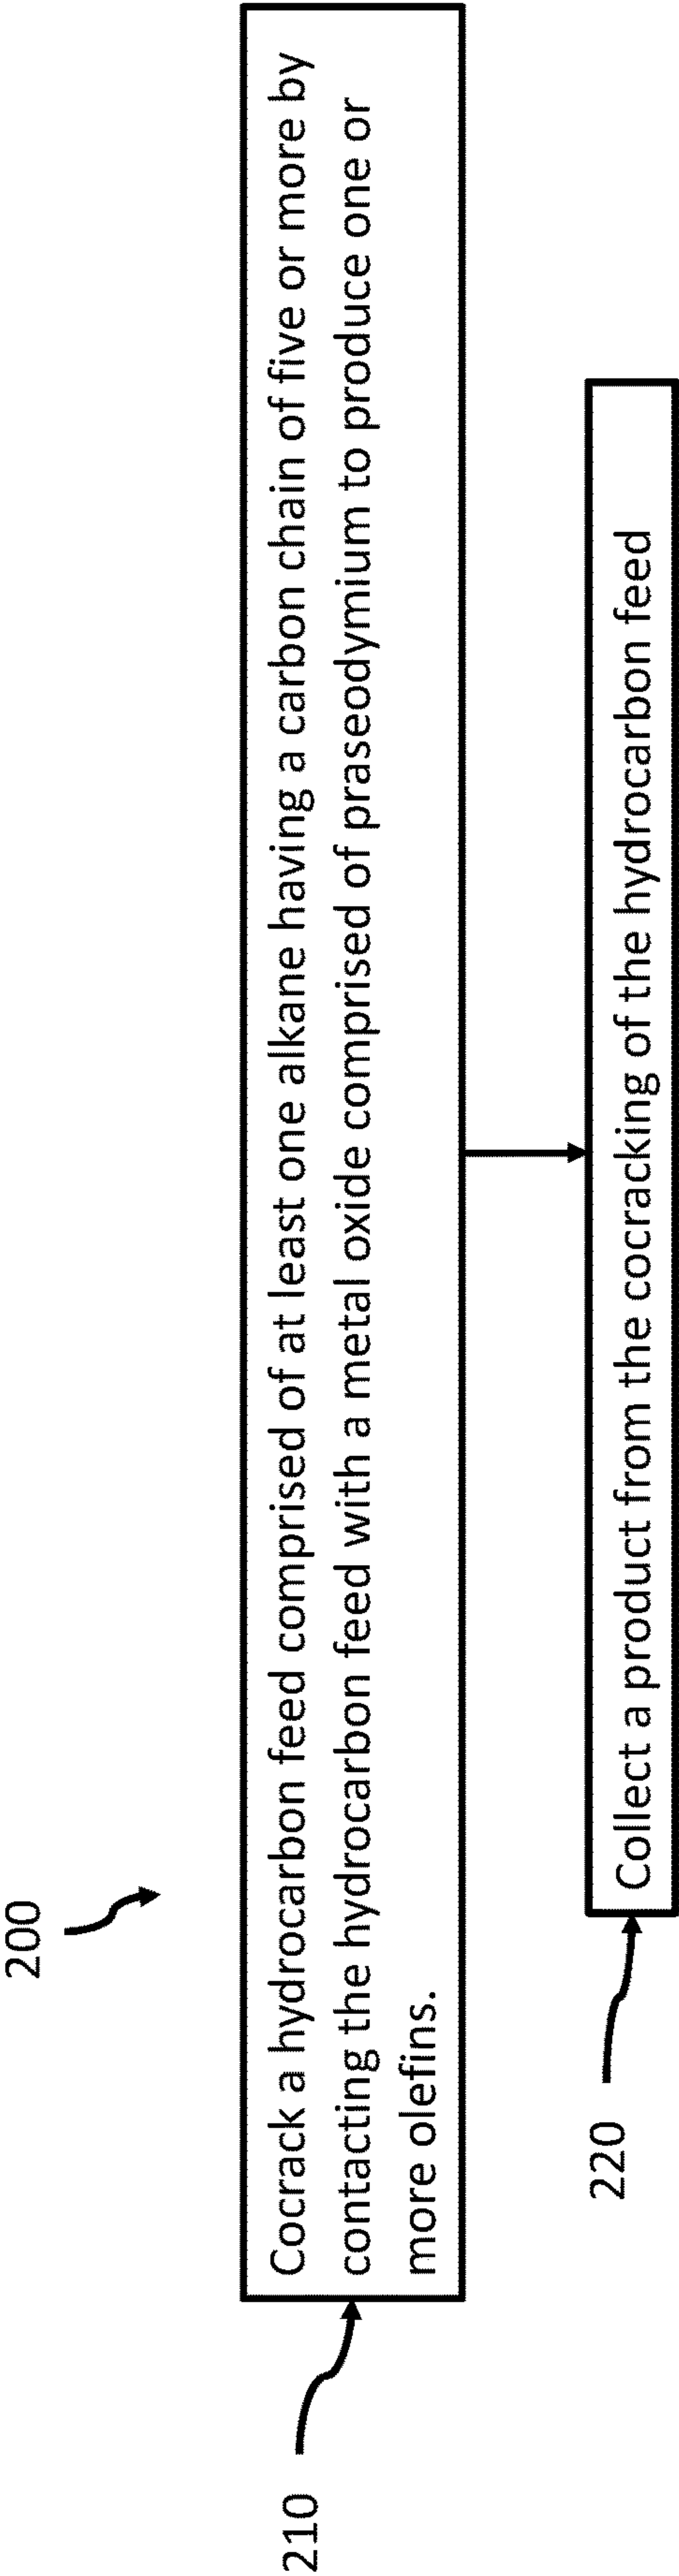 200
210
Cocrack a hydrocarbon feed comprised of at least one alkane having a carbon chain of five or more by
contacting the hydrocarbon feed with a metal oxide comprised of praseodymium to produce one or
more olefins.
220
Collect a product from the cocracking of the hydrocarbon feed